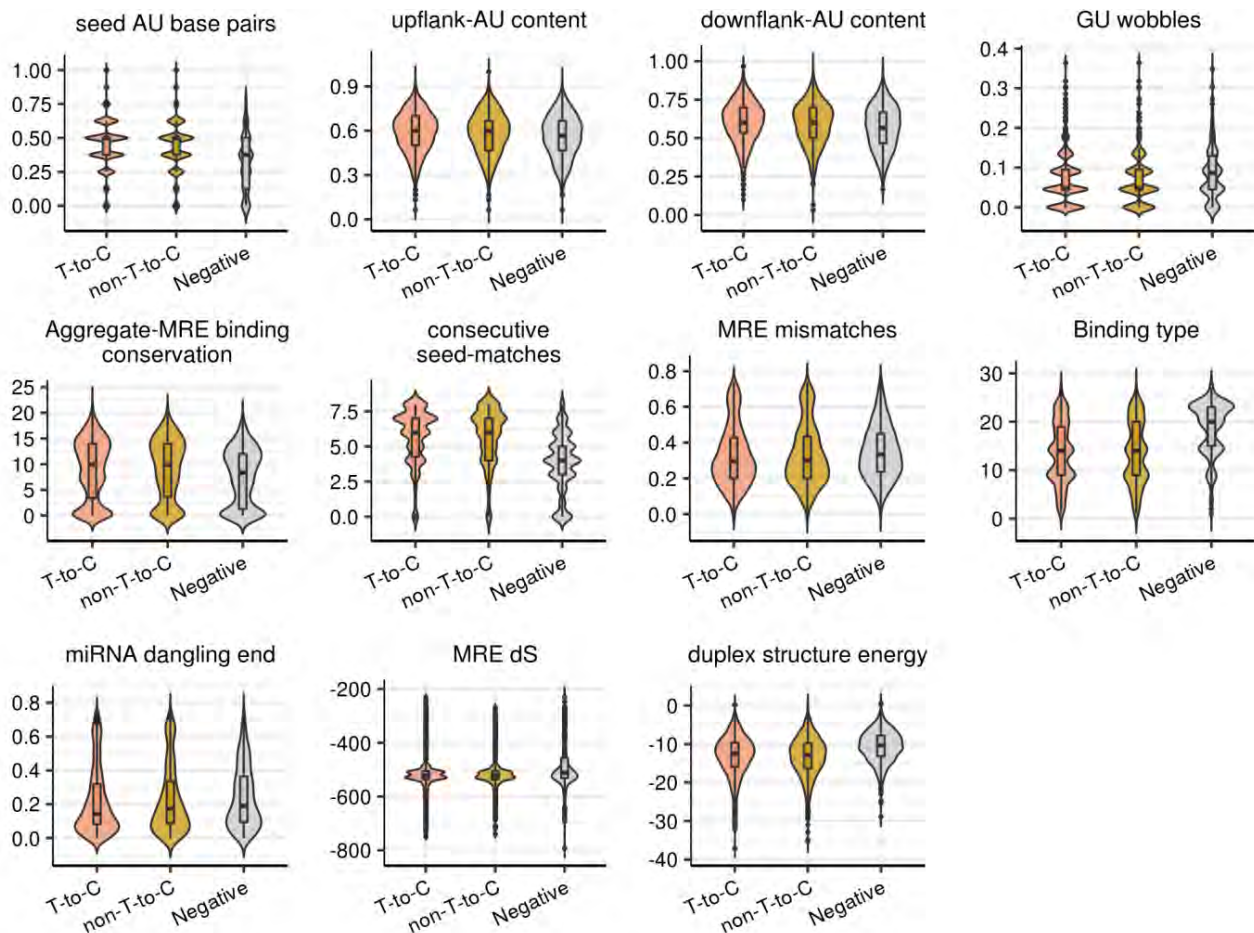 seed AU base pairs
upflank-AU content
downflank-AU content
GU wobbles
1.00
0.75
0.50
0.25
0.00
0.9
0.6
0.3
0.0
1.00
0.75
0.50
0.25
0.00
0.4
0.3
0.2
0.1
0.0
T-to-C
non-T-to-C
Negative
T-to-C
non-T-to-C
Negative
T-to-C
non-T-to-C
Negative
T-to-C
non-T-to-C
Negative
Aggregate-MRE binding
conservation
consecutive
seed-matches
MRE mismatches
Binding type
25
20
15
10
5
0
7.5
5.0
2.5
0.0
0.8
0.6
0.4
0.2
0.0
30
20
10
0
T-to-C
non-T-to-C
Negative
T-to-C
non-T-to-C
Negative
T-to-C
non-T-to-C
Negative
T-to-C
non-T-to-C
Negative
miRNA dangling end
MRE dS
duplex structure energy
0.8
0.6
0.4
0.2
0.0
-200
-400
-600
-800
0
-10
-20
-30
-40
T-to-C
non-T-to-C
Negative
T-to-C
non-T-to-C
Negative
T-to-C
non-T-to-C
Negative